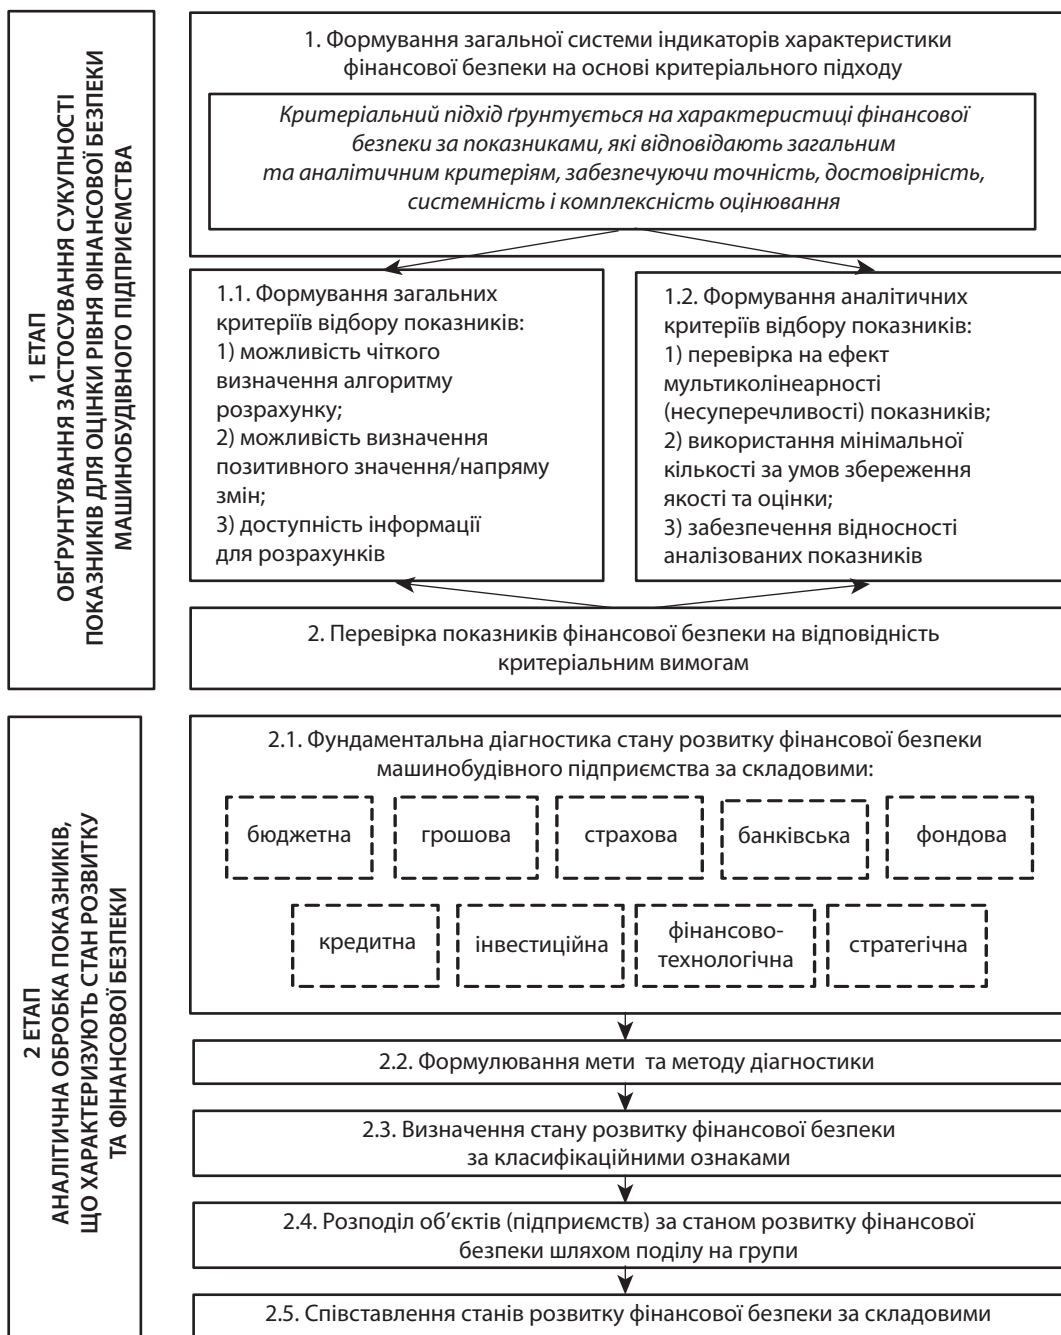 1 ЕТАП
ОБҐРУНТУВАННЯ ЗАСТОСУВАННЯ СУКУПНОСТІ
ПОКАЗНИКІВ ДЛЯ ОЦІНКИ РІВНЯ ФІНАНСОВОЇ БЕЗПЕКИ
МАШИНОБУДІВНОГО ПІДПРИЄМСТВА
1. Формування загальної системи індикаторів характеристики
фінансової безпеки на основі критеріального підходу
Критеріальний підхід ґрунтується на характеристиці фінансової
безпеки за показниками, які відповідають загальним
та аналітичним критеріям, забезпечуючи точність, достовірність,
системність і комплексність оцінювання
1.1. Формування загальних
критеріїв відбору показників:
1) можливість чіткого
визначення алгоритму
розрахунку;
2) можливість визначення
позитивного значення/напряму
змін;
3) доступність інформації
для розрахунків
1.2. Формування аналітичних
критеріїв відбору показників:
1) перевірка на ефект
мультиколінеарності
(несуперечливості) показників;
2) використання мінімальної
кількості за умов збереження
якості та оцінки;
3) забезпечення відносності
аналізованих показників
2. Перевірка показників фінансової безпеки на відповідність
критеріальним вимогам
2 ЕТАП
АНАЛІТИЧНА ОБРОБКА ПОКАЗНИКІВ,
ЩО ХАРАКТЕРИЗУЮТЬ СТАН РОЗВИТКУ
ТА ФІНАНСОВОЇ БЕЗПЕКИ
2.1. Фундаментальна діагностика стану розвитку фінансової безпеки
машинобудівного підприємства за складовими:
бюджетна
грошова
страхова
банківська
фондова
кредитна
інвестиційна
фінансово-
технологічна
стратегічна
2.2. Формулювання мети та методу діагностики
2.3. Визначення стану розвитку фінансової безпеки
за класифікаційними ознаками
2.4. Розподіл об’єктів (підприємств) за станом розвитку фінансової
безпеки шляхом поділу на групи
2.5. Співставлення станів розвитку фінансової безпеки за складовими